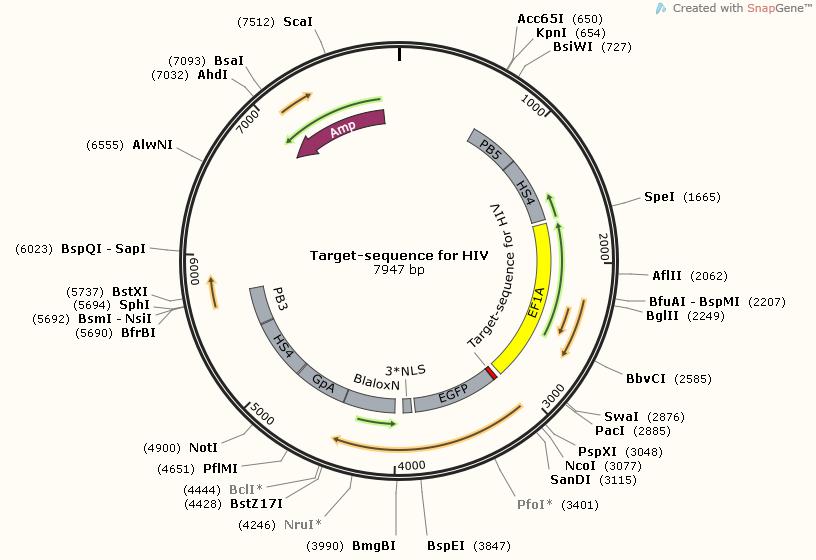 Created with SnapGene™
(7512) ScaI
Acc65I (650)
KpnI (654)
BsiWI (727)
(7093) BsaI
(7032) AhdI
(6555) AlwNI
(6023) BspQI - SapI
(5737) BstXI
(5694) SphI
(5692) BsmI - NsiI
(5690) BfrBI
(4900) NotI
(4651) PflMI
(4444) BclI*
(4428) BstZ17I
(4246) NruI*
(3990) BmgBI
BspEI (3847)
PfoI* (3401)
SanDI (3115)
NcoI (3077)
PspXI (3048)
PacI (2885)
SwaI (2876)
BbvCI (2585)
BglII (2249)
BfuAI - BspMI (2207)
AflII (2062)
SpeI (1665)
1000
2000
3000
4000
5000
6000
7000
Amp
PB5
HS4
EF1A
Target-sequence for HIV
EGFP
3*NLS
BlaloxN
GpA
HS4
PB3
Target-sequence for HIV
7947 bp